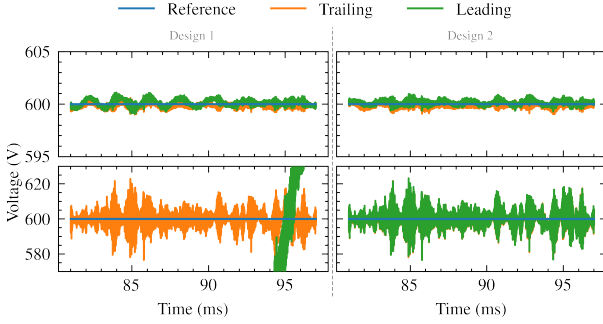 Reference Trailing Leading
Design 1 Design 2
605
600
595
Voltage (V)
620
600
580
85 90 95 85 90 95
Time (ms) Time (ms)